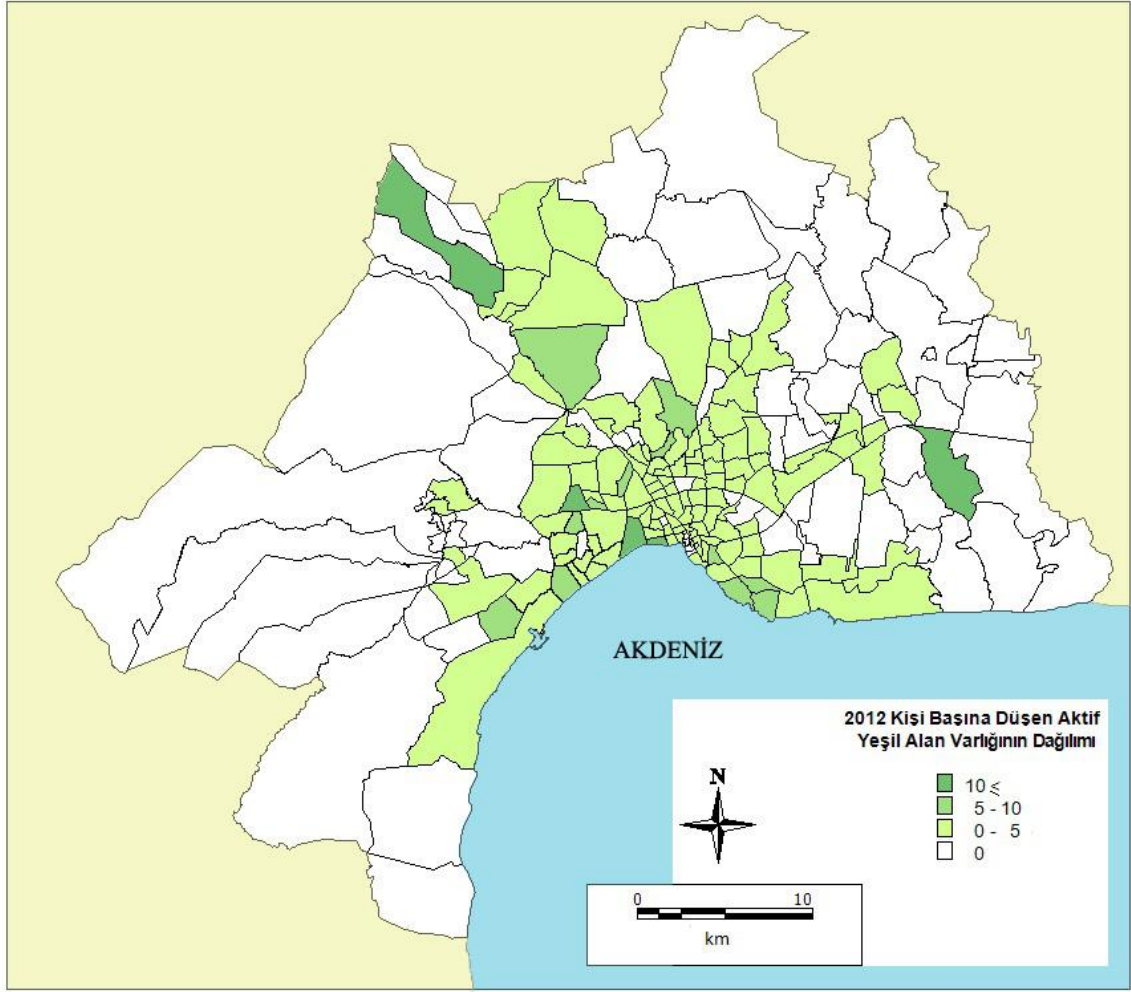 AKDENİZ
2012 Kişi Başına Düşen Aktif
Yeşil Alan Varlığının Dağılımı
N
10 ≤
5 - 10
0 - 5
0
0 10
km